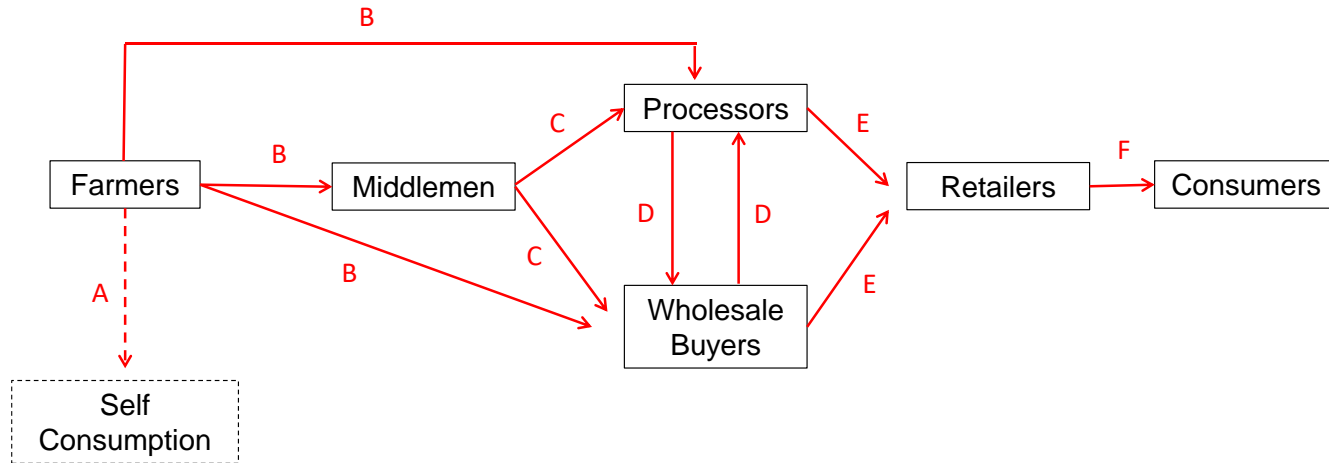 B
Processors
C
E
B
F
Farmers
Middlemen
Retailers
Consumers
D
D
C
B
A
E
Wholesale
Buyers
Self
Consumption